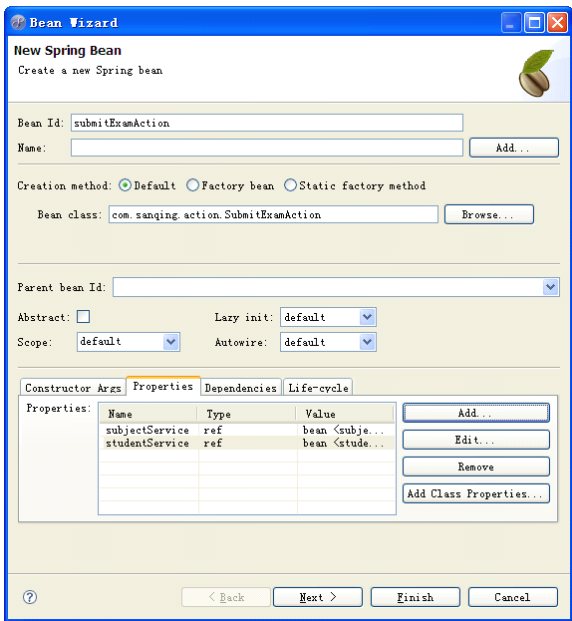 Bean Wizard
New Spring Bean
Create a new Spring bean
Bean Id: submitExamAction
Name: Add...
Creation method: Default Factory bean Static factory method
Bean class: com.sanqing.action.SubmitExamAction Browse...
Parent bean Id:
Abstract: Lazy init: default
Scope: default Autowire: default
Constructor Args Properties Dependencies Life-cycle
Properties: Name Type Value Add...
subjectService ref bean <subje...
studentService ref bean <stude... Edit...
Remove
Add Class Properties...
? < Back Next > Finish Cancel